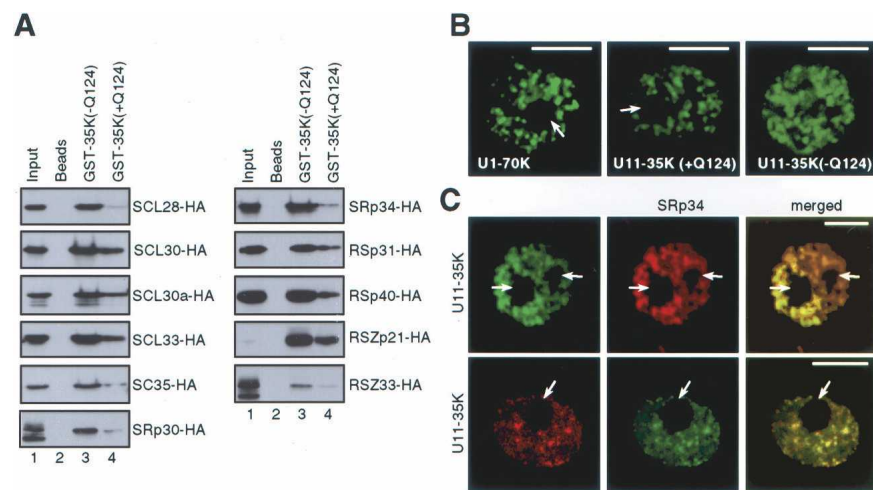 A
Input
Beads
GST-35K(-Q124)
GST-35K(+Q124)
SCL28-HA
SCL30-HA
SCL30a-HA
SCL33-HA
SC35-HA
SRp30-HA
1 2 3 4
Input
Beads
GST-35K(-Q124)
GST-35K(+Q124)
SRp34-HA
RSp31-HA
RSp40-HA
RSZp21-HA
RSZ33-HA
1 2 3 4
B
U1-70K
U11-35K (+Q124)
U11-35K(-Q124)
C
SRp34
merged
U11-35K
U11-35K